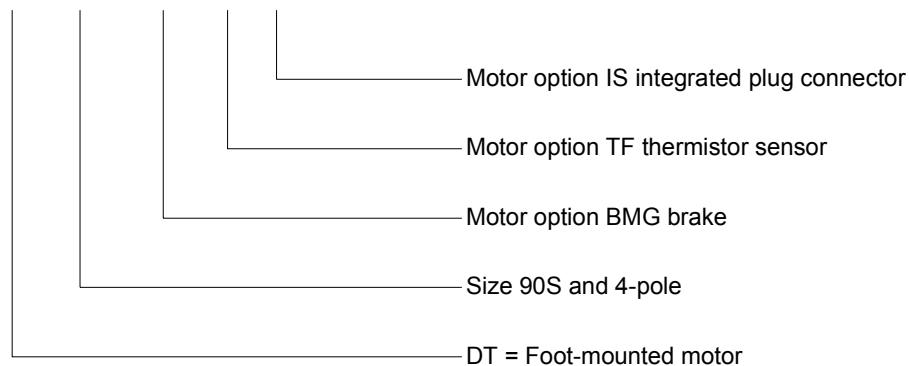 Motor option IS integrated plug connector
Motor option TF thermistor sensor
Motor option BMG brake
Size 90S and 4-pole
DT = Foot-mounted motor